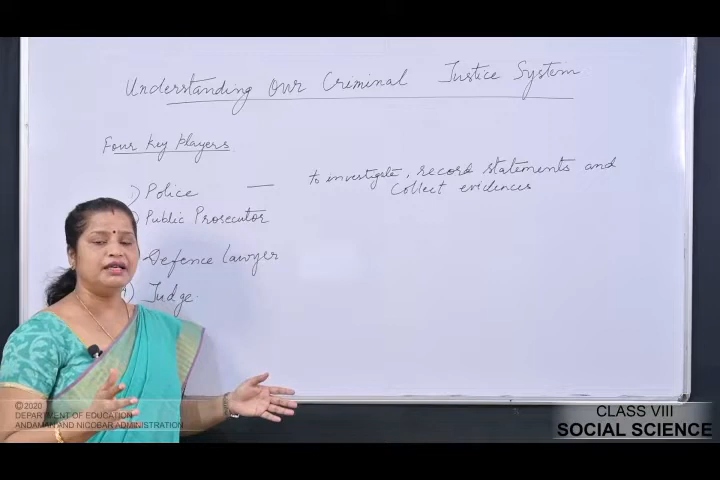 Understanding Our Criminal Justice System
Four Key Players
1) Police — to investigate, record statements and
collect evidences
) Public Prosecutor
Defence Lawyer
) Judge.
©2020
DEPARTMENT OF EDUCATION
ANDAMAN AND NICOBAR ADMINISTRATION
CLASS VIII
SOCIAL SCIENCE